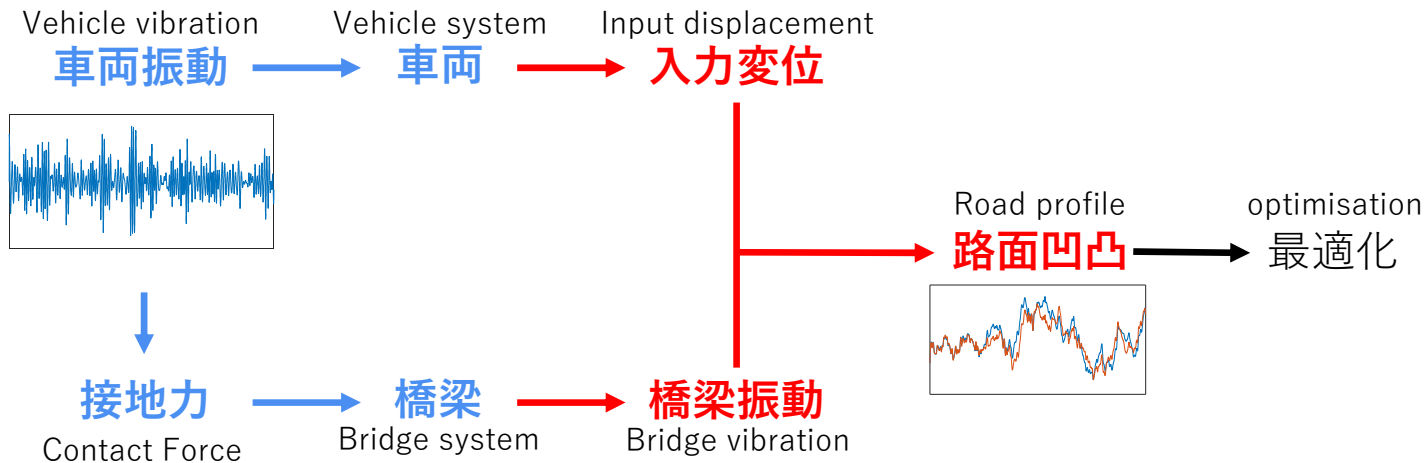 Vehicle vibration
車両振動
Vehicle system
車両
Input displacement
入力変位
Road profile
路面凹凸
optimisation
最適化
接地力
Contact Force
橋梁
Bridge system
橋梁振動
Bridge vibration